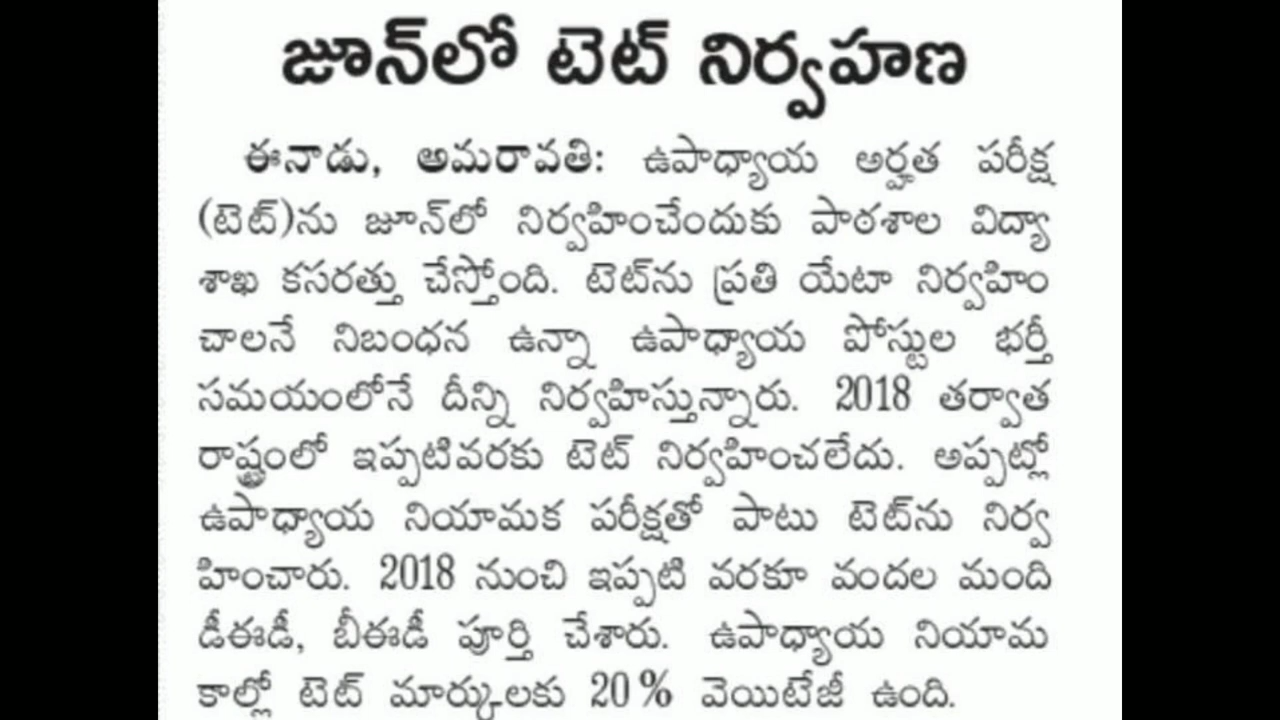 జూన్‌లో టెట్ నిర్వహణ
ఈనాడు, అమరావతి: ఉపాధ్యాయ అర్హత పరీక్ష
(టెట్)ను జూన్‌లో నిర్వహించేందుకు పాఠశాల విద్యా
శాఖ కసరత్తు చేస్తోంది. టెట్‌ను ప్రతి యేటా నిర్వహిం
చాలనే నిబంధన ఉన్నా ఉపాధ్యాయ పోస్టుల భర్తీ
సమయంలోనే దీన్ని నిర్వహిస్తున్నారు. 2018 తర్వాత
రాష్ట్రంలో ఇప్పటివరకు టెట్ నిర్వహించలేదు. అప్పట్లో
ఉపాధ్యాయ నియామక పరీక్షతో పాటు టెట్‌ను నిర్వ
హించారు. 2018 నుంచి ఇప్పటి వరకూ వందల మంది
డీఈడీ, బీఈడీ పూర్తి చేశారు. ఉపాధ్యాయ నియామ
కాల్లో టెట్ మార్కులకు 20% వెయిటేజీ ఉంది.